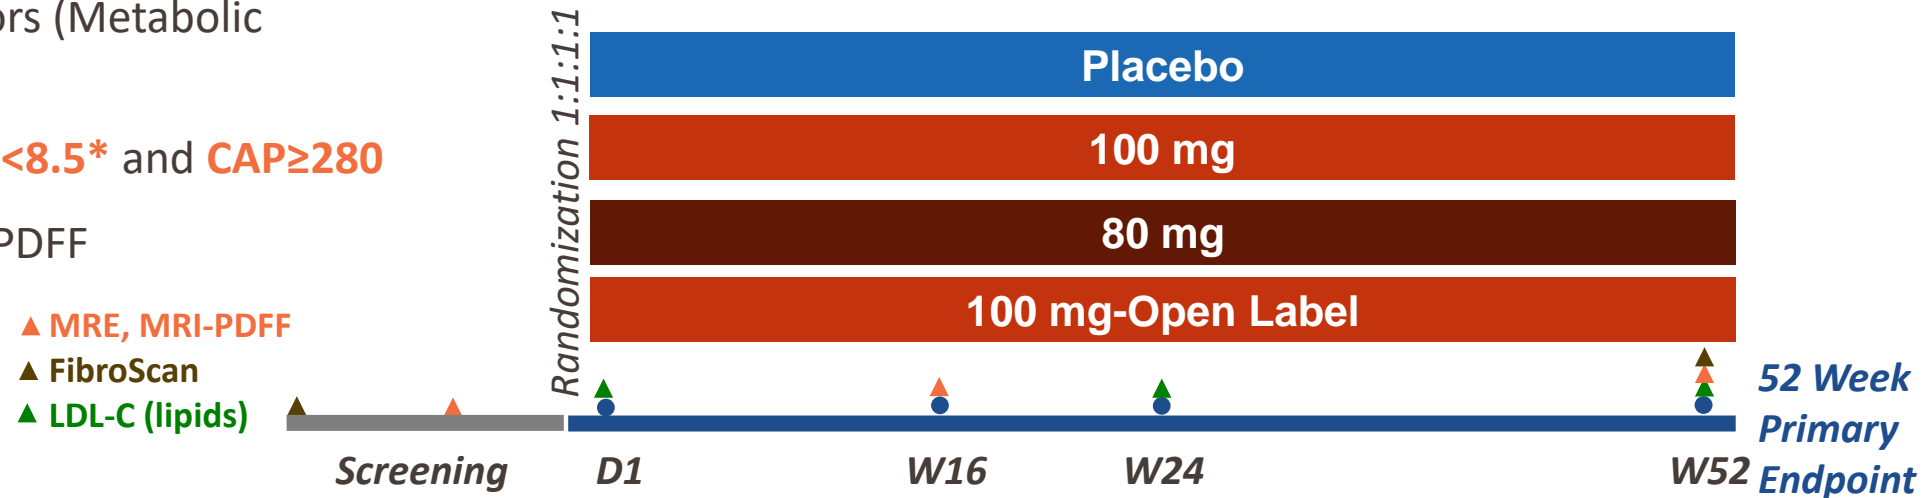 ors (Metabolic
<8.5* and CAP≥280
PDFF
▲ MRE, MRI-PDFF
▲ FibroScan
▲ LDL-C (lipids)
Randomization 1:1:1:1
Placebo
100 mg
80 mg
100 mg-Open Label
Screening
D1
W16
W24
W52
52 Week
Primary
Endpoint